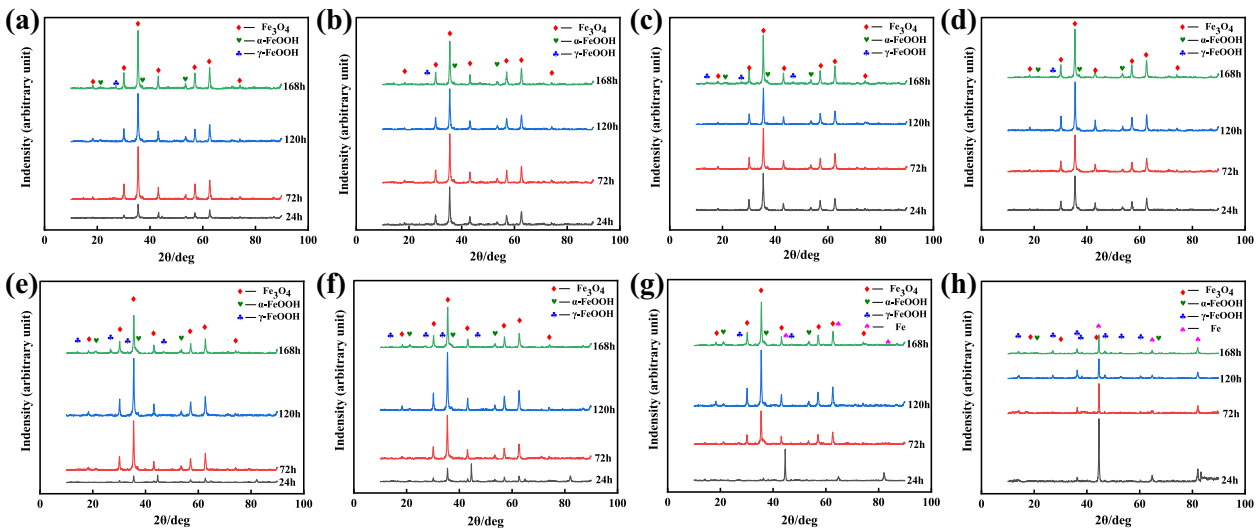 (a)
Indensity (arbitrary unit)
— Fe₃O₄
— α-FeOOH
— γ-FeOOH
168h
120h
72h
24h
0 20 40 60 80 100
2θ/deg
(b)
Indensity (arbitrary unit)
— Fe₃O₄
— α-FeOOH
— γ-FeOOH
168h
120h
72h
24h
0 20 40 60 80 100
2θ/deg
(c)
Indensity (arbitrary unit)
— Fe₃O₄
— α-FeOOH
— γ-FeOOH
168h
120h
72h
24h
0 20 40 60 80 100
2θ/deg
(d)
Indensity (arbitrary unit)
— Fe₃O₄
— α-FeOOH
— γ-FeOOH
168h
120h
72h
24h
0 20 40 60 80 100
2θ/deg
(e)
Indensity (arbitrary unit)
— Fe₃O₄
— α-FeOOH
— γ-FeOOH
168h
120h
72h
24h
0 20 40 60 80 100
2θ/deg
(f)
Indensity (arbitrary unit)
— Fe₃O₄
— α-FeOOH
— γ-FeOOH
168h
120h
72h
24h
0 20 40 60 80 100
2θ/deg
(g)
Indensity (arbitrary unit)
— Fe₃O₄
— α-FeOOH
— γ-FeOOH
— Fe
168h
120h
72h
24h
0 20 40 60 80 100
2θ/deg
(h)
Indensity (arbitrary unit)
— Fe₃O₄
— α-FeOOH
— γ-FeOOH
— Fe
168h
120h
72h
24h
0 20 40 60 80 100
2θ/deg